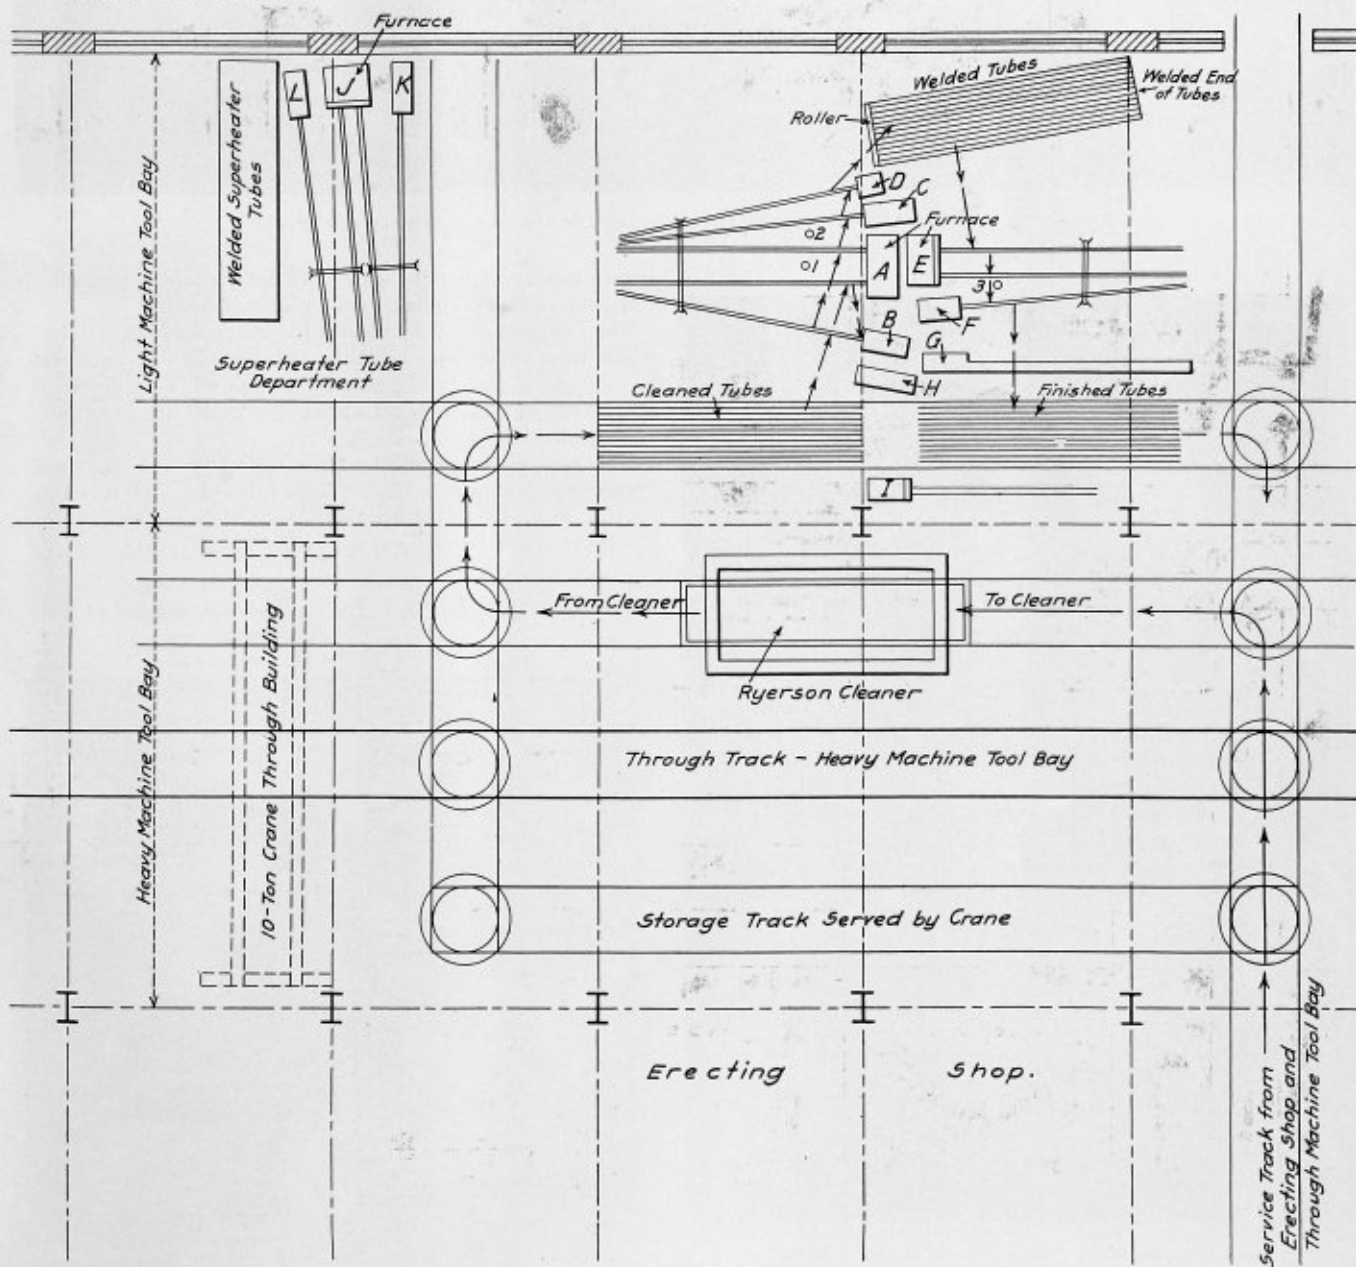 Furnace
Welded Tubes
Welded End
of Tubes
Roller
L
J
K
Welded Superheater
Tubes
D
C
Furnace
o2
o1
A
E
3o
F
B
G
H
Light Machine Tool Bay
Superheater Tube
Department
Cleaned Tubes
Finished Tubes
I
From Cleaner
To Cleaner
Ryerson Cleaner
Heavy Machine Tool Bay
10-Ton Crane Through Building
Through Track - Heavy Machine Tool Bay
Storage Track Served by Crane
Erecting Shop.
Service Track from
Erecting Shop and
Through Machine Tool Bay